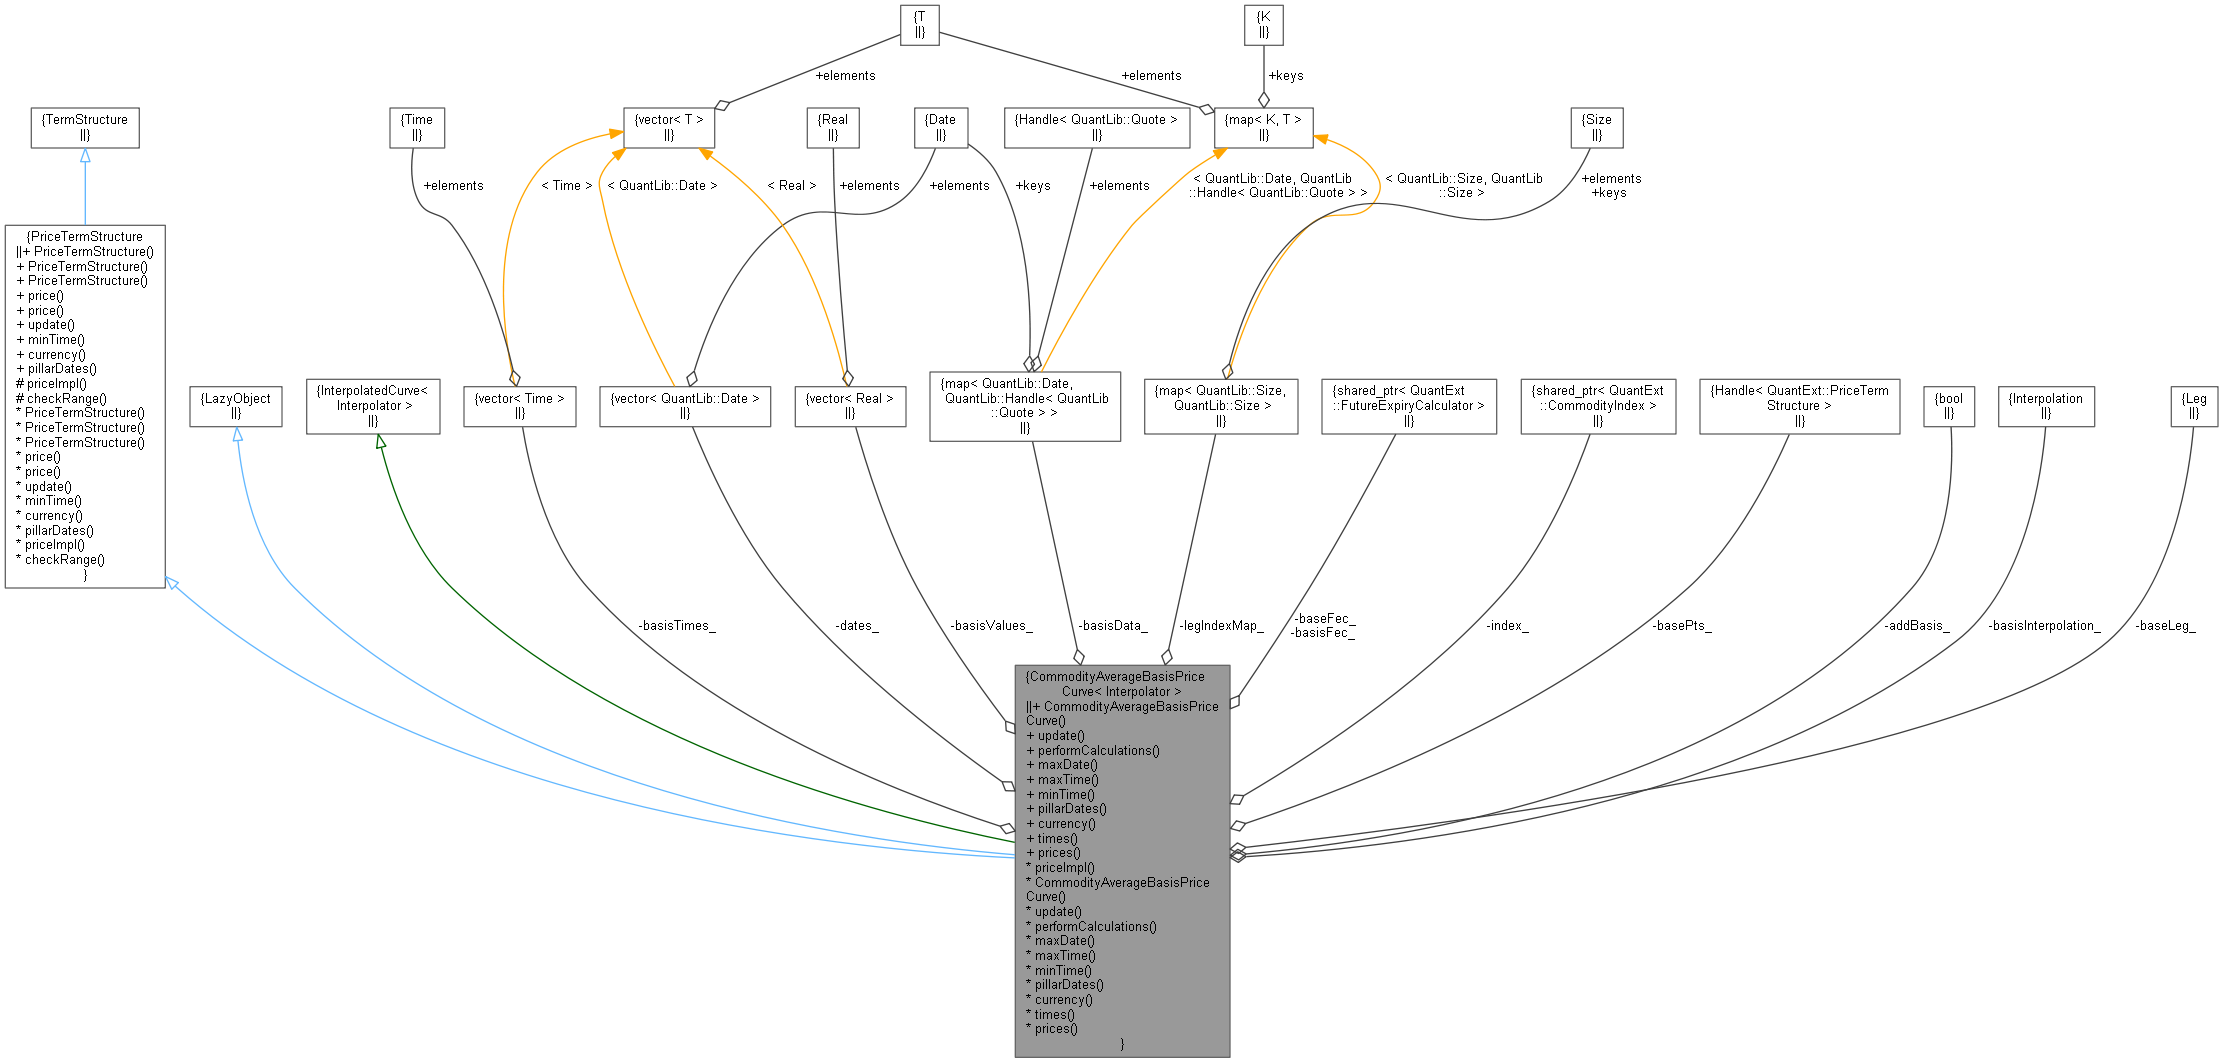 {T
||}
{K
||}
+elements
+elements
+keys
{TermStructure
||}
{Time
||}
{vector< T >
||}
{Real
||}
{Date
||}
{Handle< QuantLib::Quote >
||}
{map< K, T >
||}
{Size
||}
+elements
< Time >
< QuantLib::Date >
< Real >
+elements
+elements
+keys
+elements
< QuantLib::Date, QuantLib
::Handle< QuantLib::Quote > >
< QuantLib::Size, QuantLib
::Size >
+elements
+keys
{PriceTermStructure
||+ PriceTermStructure()
+ PriceTermStructure()
+ PriceTermStructure()
+ price()
+ price()
+ update()
+ minTime()
+ currency()
+ pillarDates()
# priceImpl()
# checkRange()
* PriceTermStructure()
* PriceTermStructure()
* PriceTermStructure()
* price()
* price()
* update()
* minTime()
* currency()
* pillarDates()
* priceImpl()
* checkRange()
}
{LazyObject
||}
{InterpolatedCurve<
Interpolator >
||}
{vector< Time >
||}
{vector< QuantLib::Date >
||}
{vector< Real >
||}
{map< QuantLib::Date,
QuantLib::Handle< QuantLib
::Quote > >
||}
{map< QuantLib::Size,
QuantLib::Size >
||}
{shared_ptr< QuantExt
::FutureExpiryCalculator >
||}
{shared_ptr< QuantExt
::CommodityIndex >
||}
{Handle< QuantExt::PriceTerm
Structure >
||}
{bool
||}
{Interpolation
||}
{Leg
||}
-basisTimes_
-dates_
-basisValues_
-basisData_
-legIndexMap_
-baseFec_
-basisFec_
-index_
-basePts_
-addBasis_
-basisInterpolation_
-baseLeg_
{CommodityAverageBasisPrice
Curve< Interpolator >
||+ CommodityAverageBasisPrice
Curve()
+ update()
+ performCalculations()
+ maxDate()
+ maxTime()
+ minTime()
+ pillarDates()
+ currency()
+ times()
+ prices()
* priceImpl()
* CommodityAverageBasisPrice
Curve()
* update()
* performCalculations()
* maxDate()
* maxTime()
* minTime()
* pillarDates()
* currency()
* times()
* prices()
}